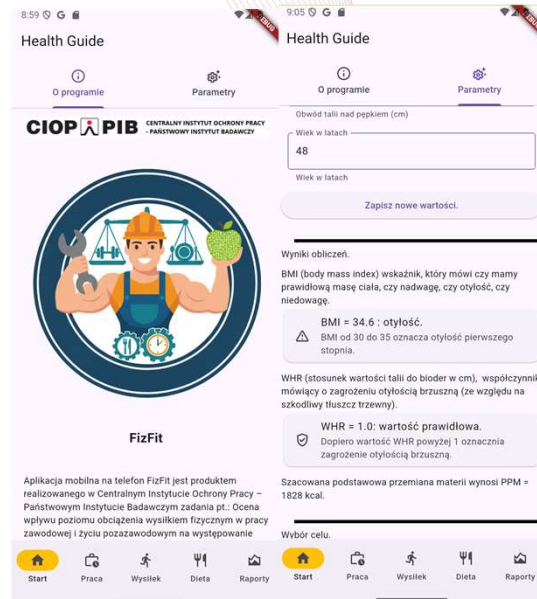 8:59 G
DEBUG
Health Guide
O programie
Parametry
CIOP PIB
CENTRALNY INSTYTUT OCHRONY PRACY
- PAŃSTWOWY INSTYTUT BADAWCZY
FizFit
Aplikacja mobilna na telefon FizFit jest produktem
realizowanego w Centralnym Instytucie Ochrony Pracy –
Państwowym Instytucie Badawczym zadania pt.: Ocena
wpływu poziomu obciążenia wysiłkiem fizycznym w pracy
zawodowej i życiu pozazawodowym na występowanie
Start
Praca
Wysiłek
Dieta
Raporty
9:05 G
DEBUG
Health Guide
O programie
Parametry
Obwód talii nad pępkiem (cm)
Wiek w latach
48
Wiek w latach
Zapisz nowe wartości.
Wyniki obliczeń.
BMI (body mass index) wskaźnik, który mówi czy mamy
prawidłową masę ciała, czy nadwagę, czy otyłość, czy
niedowagę.
BMI = 34.6 : otyłość.
BMI od 30 do 35 oznacza otyłość pierwszego
stopnia.
WHR (stosunek wartości talii do bioder w cm), współczynnik
mówiący o zagrożeniu otyłością brzuszną (ze względu na
szkodliwy tłuszcz trzewny).
WHR = 1.0: wartość prawidłowa.
Dopiero wartość WHR powyżej 1 oznacznia
zagrożenie otyłością brzuszną.
Szacowana podstawowa przemiana materii wynosi PPM =
1828 kcal.
Wybór celu.
Start
Praca
Wysiłek
Dieta
Raporty